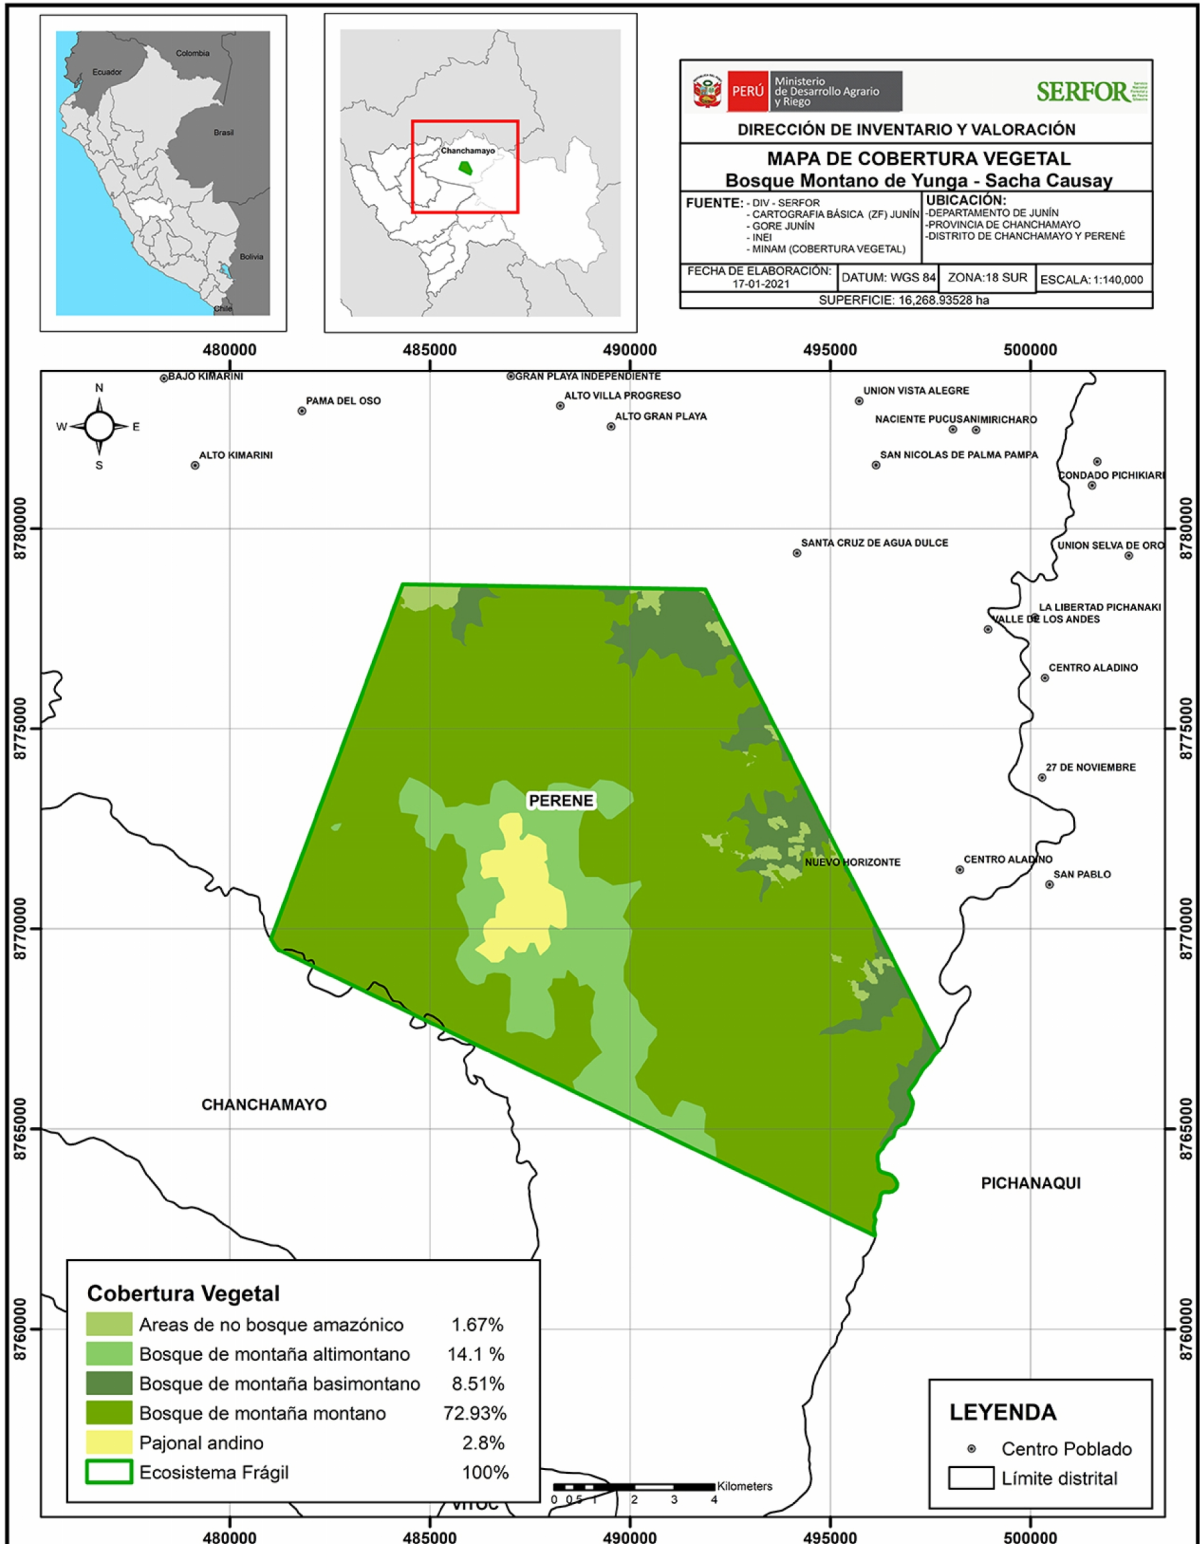 Colombia
Ecuador
Brasil
Bolivia
Chile
Chanchamayo
PERÚ
Ministerio
de Desarrollo Agrario
y Riego
SERFOR
DIRECCIÓN DE INVENTARIO Y VALORACIÓN
MAPA DE COBERTURA VEGETAL
Bosque Montano de Yunga - Sacha Causay
FUENTE: - DIV - SERFOR
- CARTOGRAFIA BÁSICA (ZF) JUNÍN
- GORE JUNÍN
- INEI
- MINAM (COBERTURA VEGETAL)
UBICACIÓN:
-DEPARTAMENTO DE JUNÍN
-PROVINCIA DE CHANCHAMAYO
-DISTRITO DE CHANCHAMAYO Y PERENÉ
FECHA DE ELABORACIÓN:
17-01-2021
DATUM: WGS 84
ZONA:18 SUR
ESCALA: 1:140,000
SUPERFICIE: 16,268.93528 ha
480000 485000 490000 495000 500000
BAJO KIMARINI
GRAN PLAYA INDEPENDIENTE
N
W E
S
PAMA DEL OSO
ALTO VILLA PROGRESO
UNION VISTA ALEGRE
ALTO GRAN PLAYA
NACIENTE PUCUSANI
MIRICHARO
ALTO KIMARINI
SAN NICOLAS DE PALMA PAMPA
CONDADO PICHIKIARI
8780000 8780000
SANTA CRUZ DE AGUA DULCE
UNION SELVA DE ORO
LA LIBERTAD PICHANAKI
VALLE DE LOS ANDES
CENTRO ALADINO
8775000 8775000
27 DE NOVIEMBRE
PERENE
NUEVO HORIZONTE
CENTRO ALADINO
SAN PABLO
8770000 8770000
CHANCHAMAYO
8765000 8765000
PICHANAQUI
8760000 8760000
Cobertura Vegetal
Areas de no bosque amazónico 1.67%
Bosque de montaña altimontano 14.1 %
Bosque de montaña basimontano 8.51%
Bosque de montaña montano 72.93%
Pajonal andino 2.8%
Ecosistema Frágil 100%
VITOC
0 0.5 1 2 3 4 Kilometers
LEYENDA
Centro Poblado
Límite distrital
480000 485000 490000 495000 500000